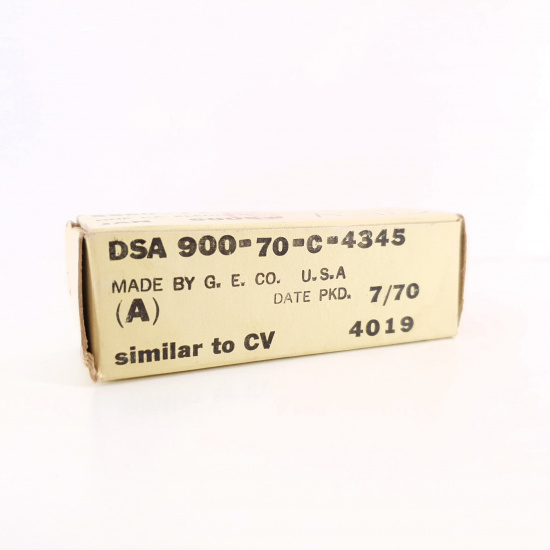 DSA 900-70-C-4345
MADE BY G. E. CO. U.S.A
(A) DATE PKD. 7/70
similar to CV 4019